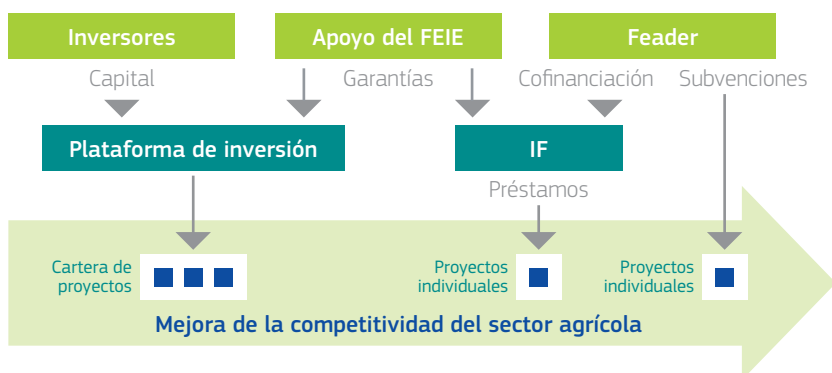 Inversores
Apoyo del FEIE
Feader
Capital
Garantías
Cofinanciación
Subvenciones
Plataforma de inversión
IF
Préstamos
Cartera de
proyectos
Proyectos
individuales
Proyectos
individuales
Mejora de la competitividad del sector agrícola